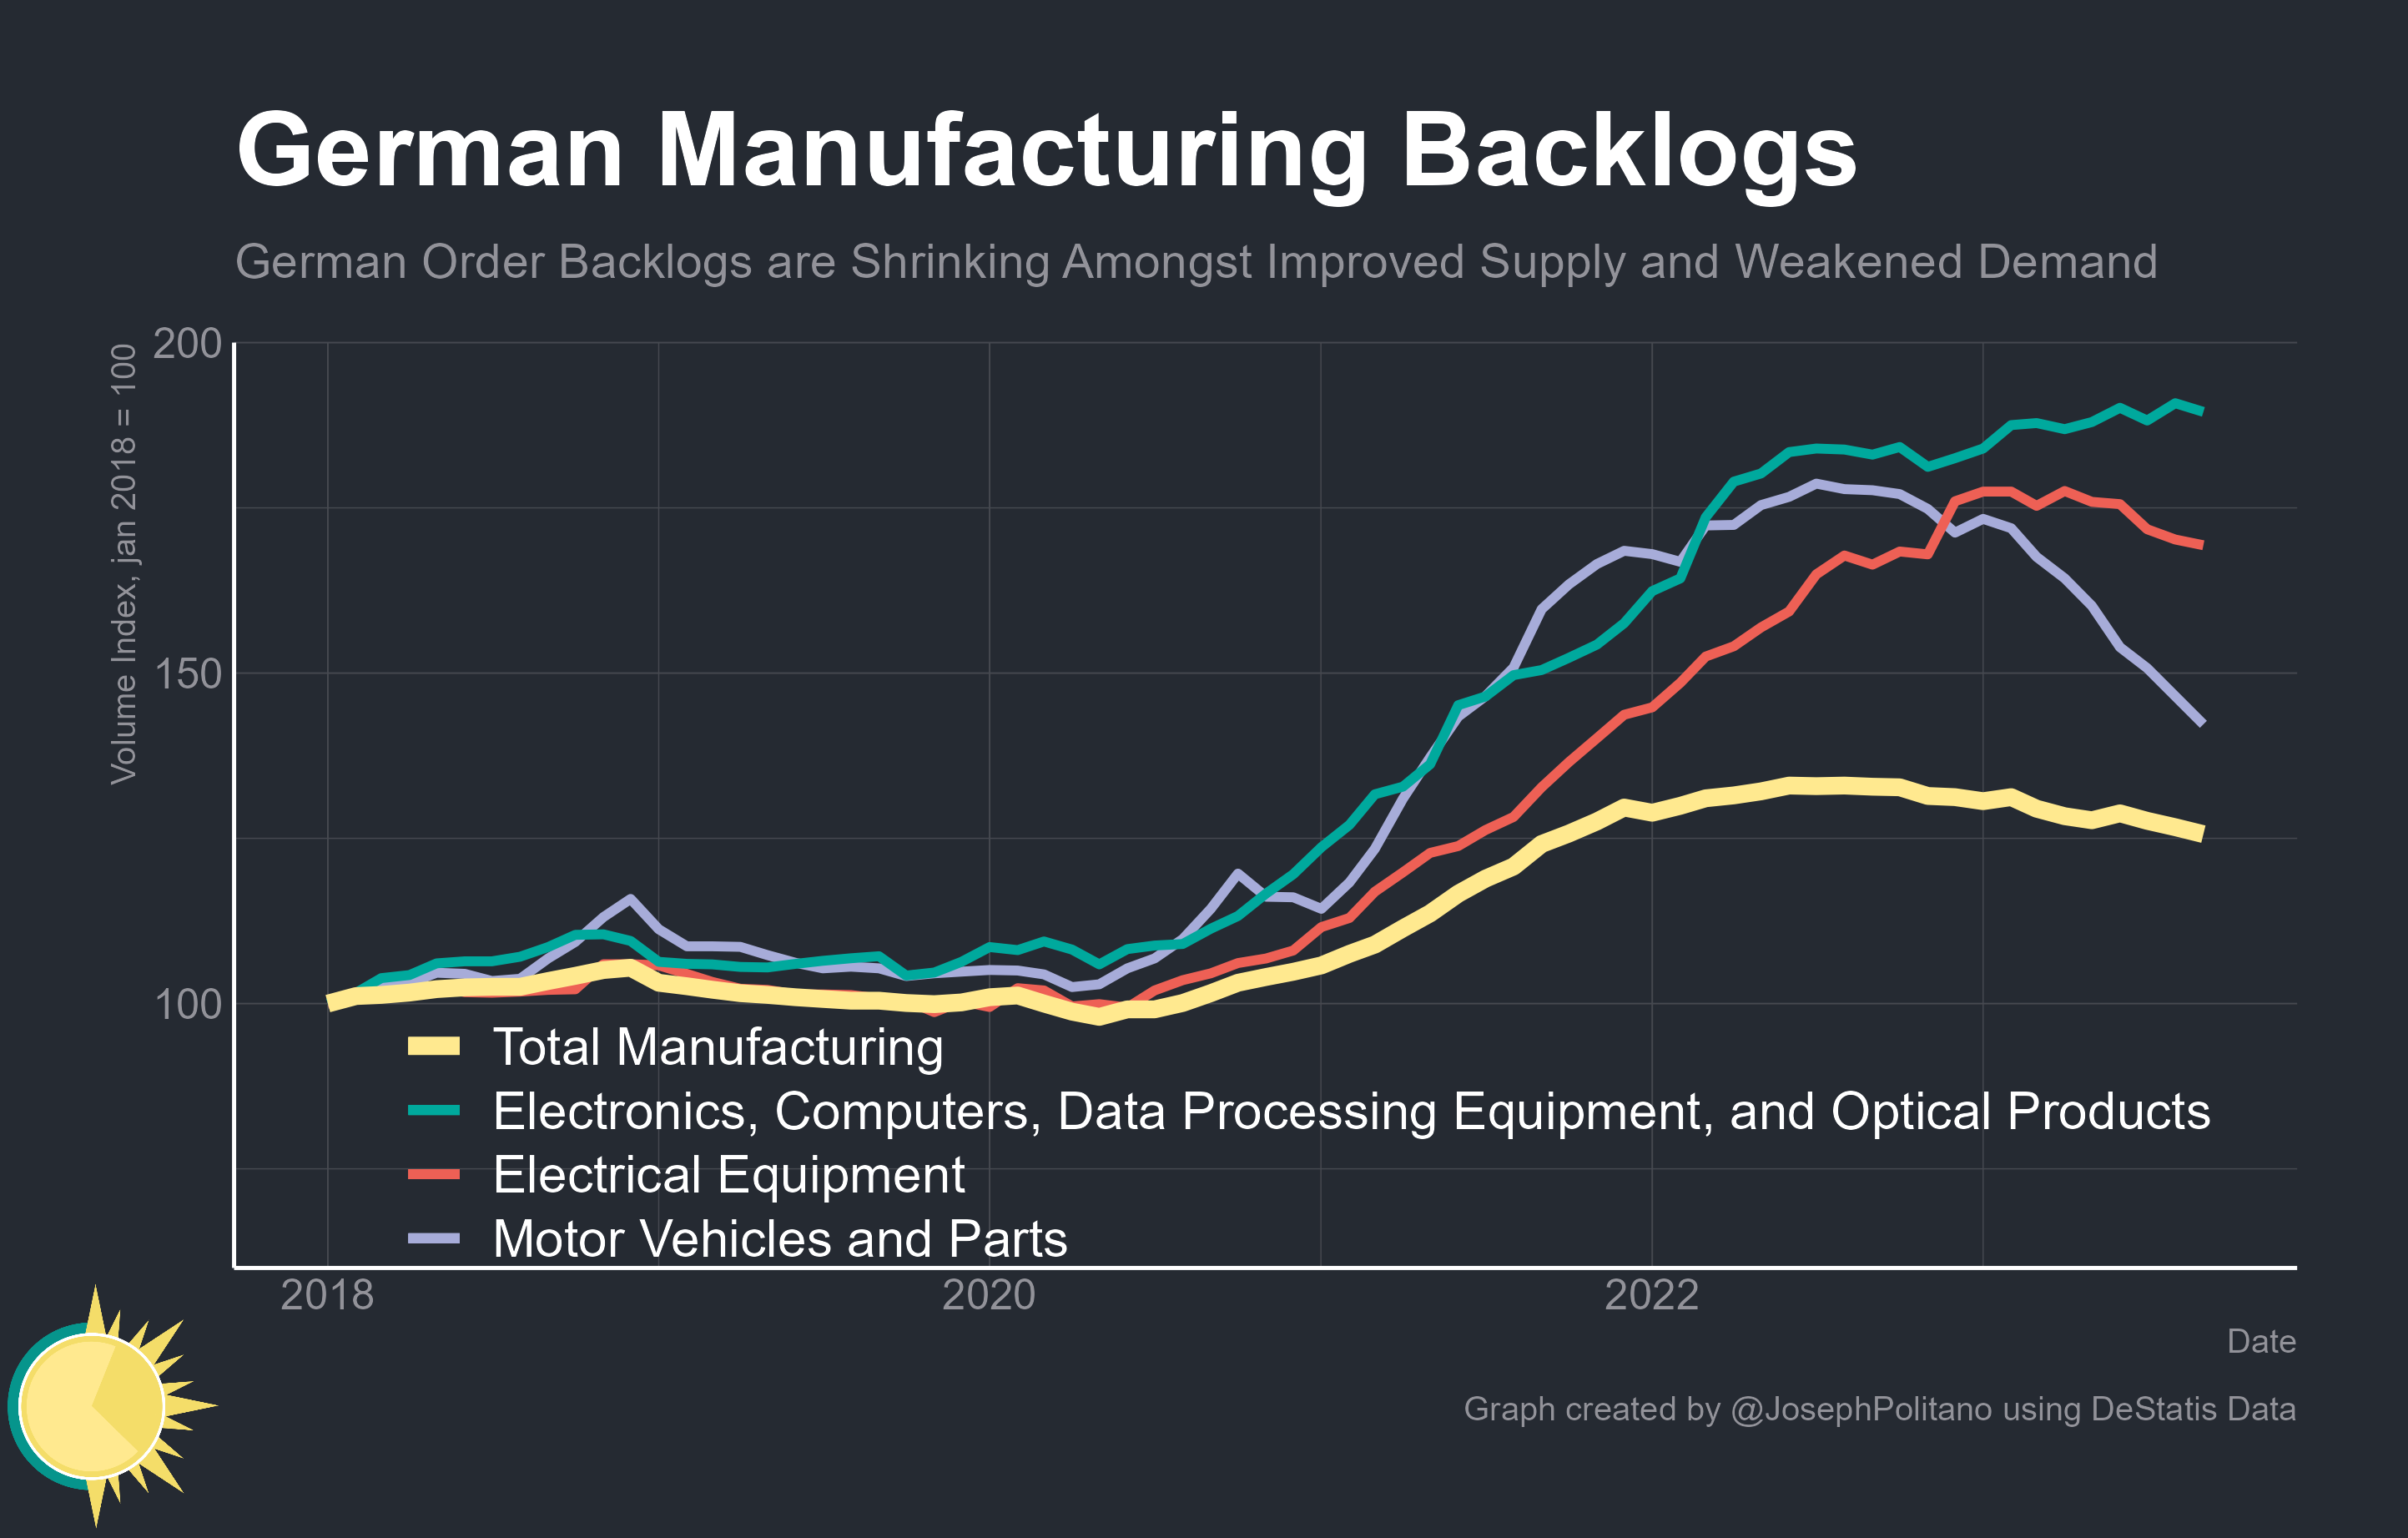 German Manufacturing Backlogs
German Order Backlogs are Shrinking Amongst Improved Supply and Weakened Demand
Volume Index, jan 2018 = 100
200
150
100
Total Manufacturing
Electronics, Computers, Data Processing Equipment, and Optical Products
Electrical Equipment
Motor Vehicles and Parts
2018
2020
2022
Date
Graph created by @JosephPolitano using DeStatis Data